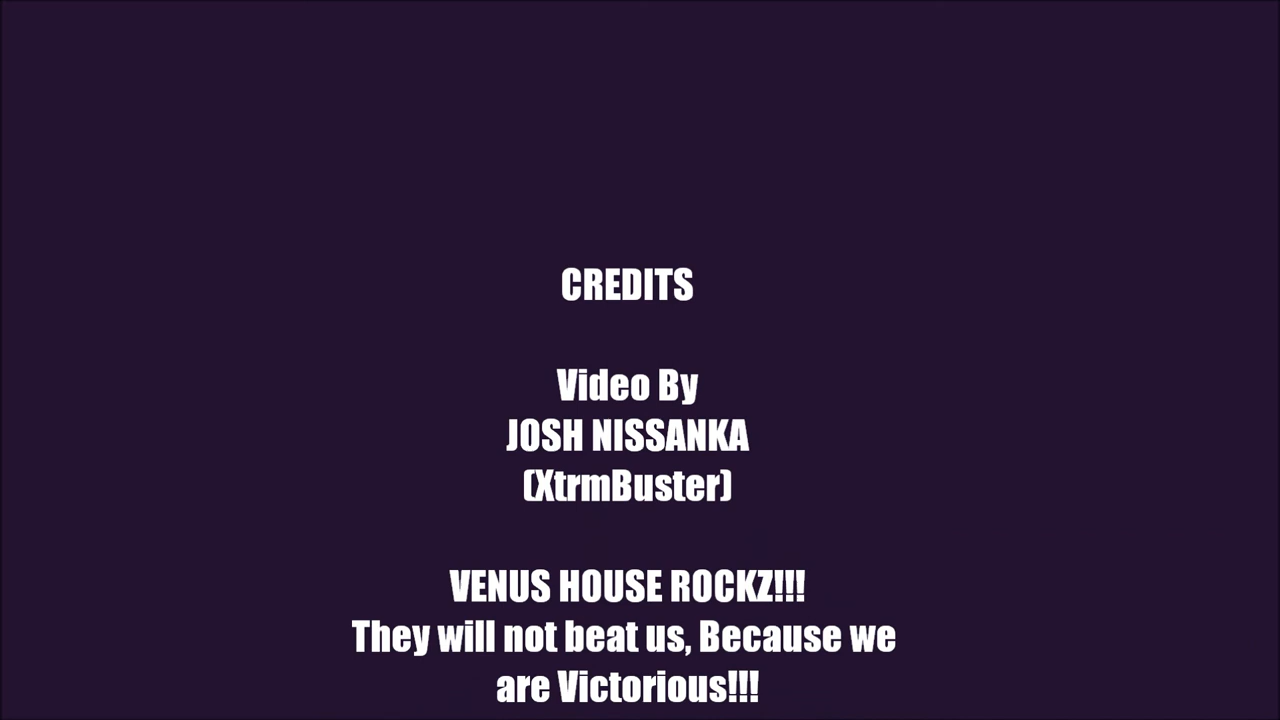 CREDITS
Video By
JOSH NISSANKA
(XtrmBuster)
VENUS HOUSE ROCKZ!!!
They will not beat us, Because we
are Victorious!!!